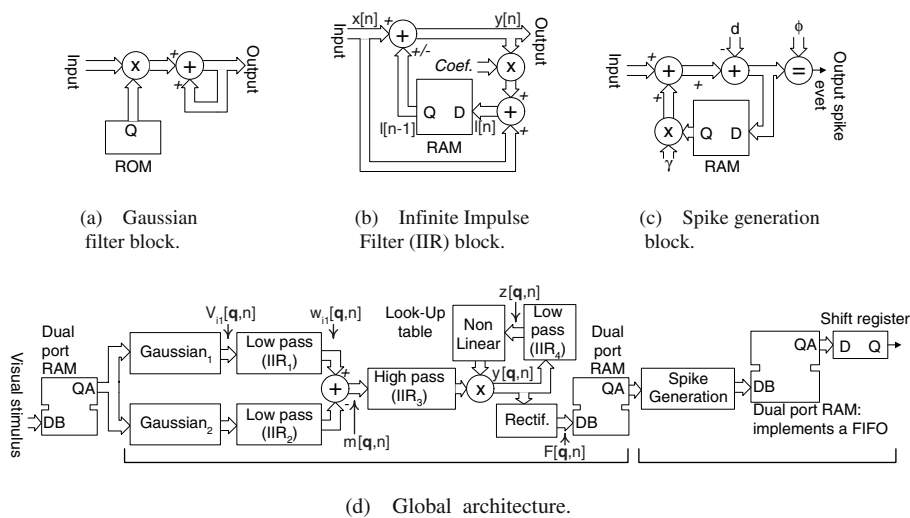 Input
x
+
+
+
Output
Q
ROM
(a) Gaussian
filter block.
x[n]
y[n]
+
+
+/-
Input
Output
Coef.
x
+
+
+
Q D
l[n-1]
l[n]
RAM
(b) Infinite Impulse
Filter (IIR) block.
d
ϕ
Input
+
+
+
-
+
+
=
Output spike
evet
x
Q D
γ
RAM
(c) Spike generation
block.
Visual stimulus
Dual
port
RAM
QA
DB
Vi1[q,n]
wi1[q,n]
Gaussian1
Low pass
(IIR1)
Gaussian2
Low pass
(IIR2)
+
+
-
m[q,n]
High pass
(IIR3)
Look-Up
table
Non
Linear
z[q,n]
Low
pass
(IIR4)
x
y[q,n]
Rectif.
F[q,n]
Dual
port
RAM
QA
DB
Spike
Generation
QA
DB
Dual port RAM:
implements a FIFO
Shift register
D Q
(d) Global architecture.